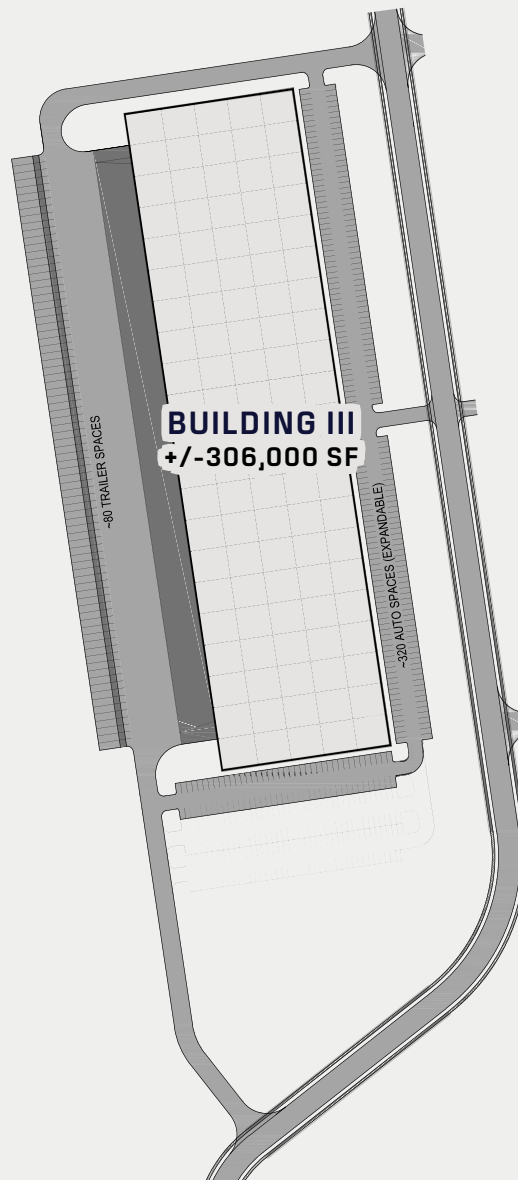 BUILDING III
+/-306,000 SF
~80 TRAILER SPACES
~320 AUTO SPACES (EXPANDABLE)